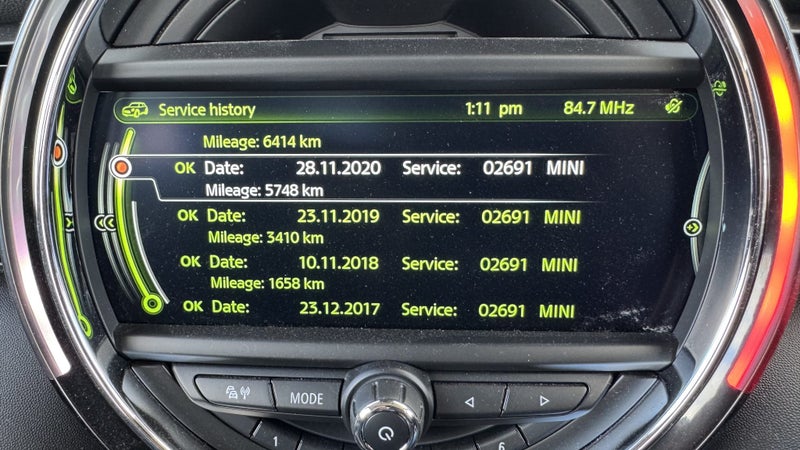 Service history 1:11 pm 84.7 MHz
Mileage: 6414 km
OK Date: 28.11.2020 Service: 02691 MINI
Mileage: 5748 km
OK Date: 23.11.2019 Service: 02691 MINI
Mileage: 3410 km
OK Date: 10.11.2018 Service: 02691 MINI
Mileage: 1658 km
OK Date: 23.12.2017 Service: 02691 MINI
MODE
1 6